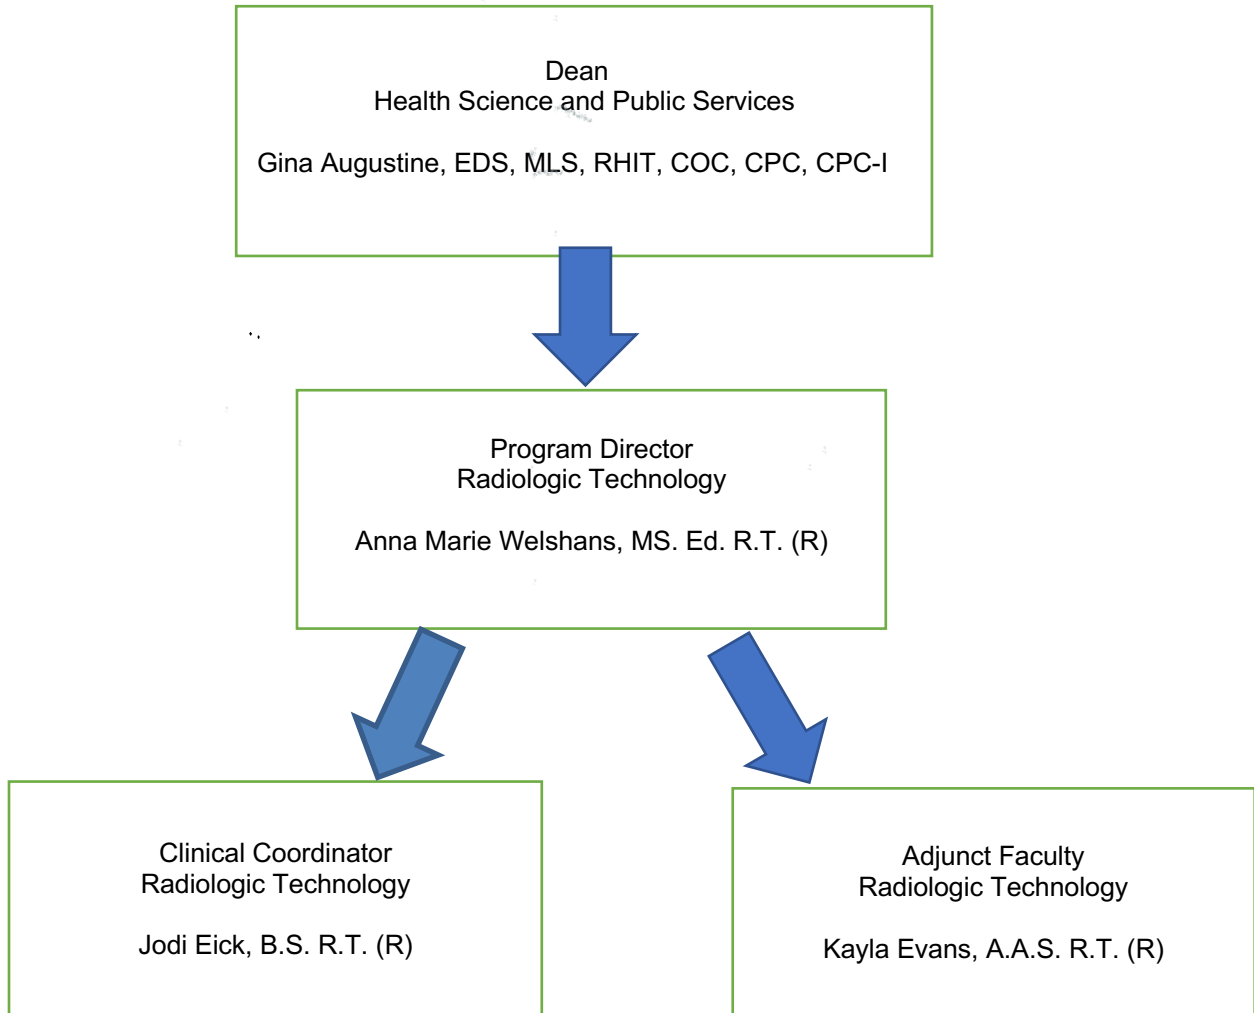 Dean
Health Science and Public Services
Gina Augustine, EDS, MLS, RHIT, COC, CPC, CPC-I
Program Director
Radiologic Technology
Anna Marie Welshans, MS. Ed. R.T. (R)
Clinical Coordinator
Radiologic Technology
Jodi Eick, B.S. R.T. (R)
Adjunct Faculty
Radiologic Technology
Kayla Evans, A.A.S. R.T. (R)